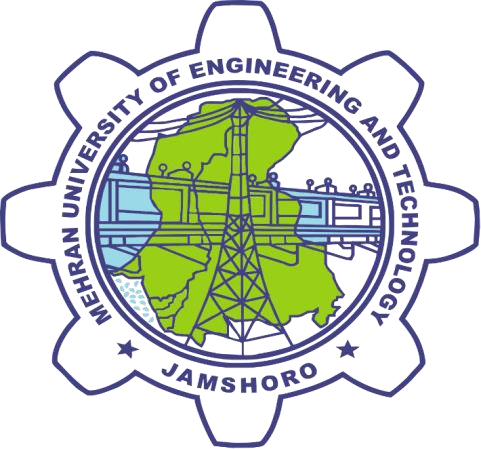 MEHRAN UNIVERSITY OF ENGINEERING AND TECHNOLOGY
JAMSHORO